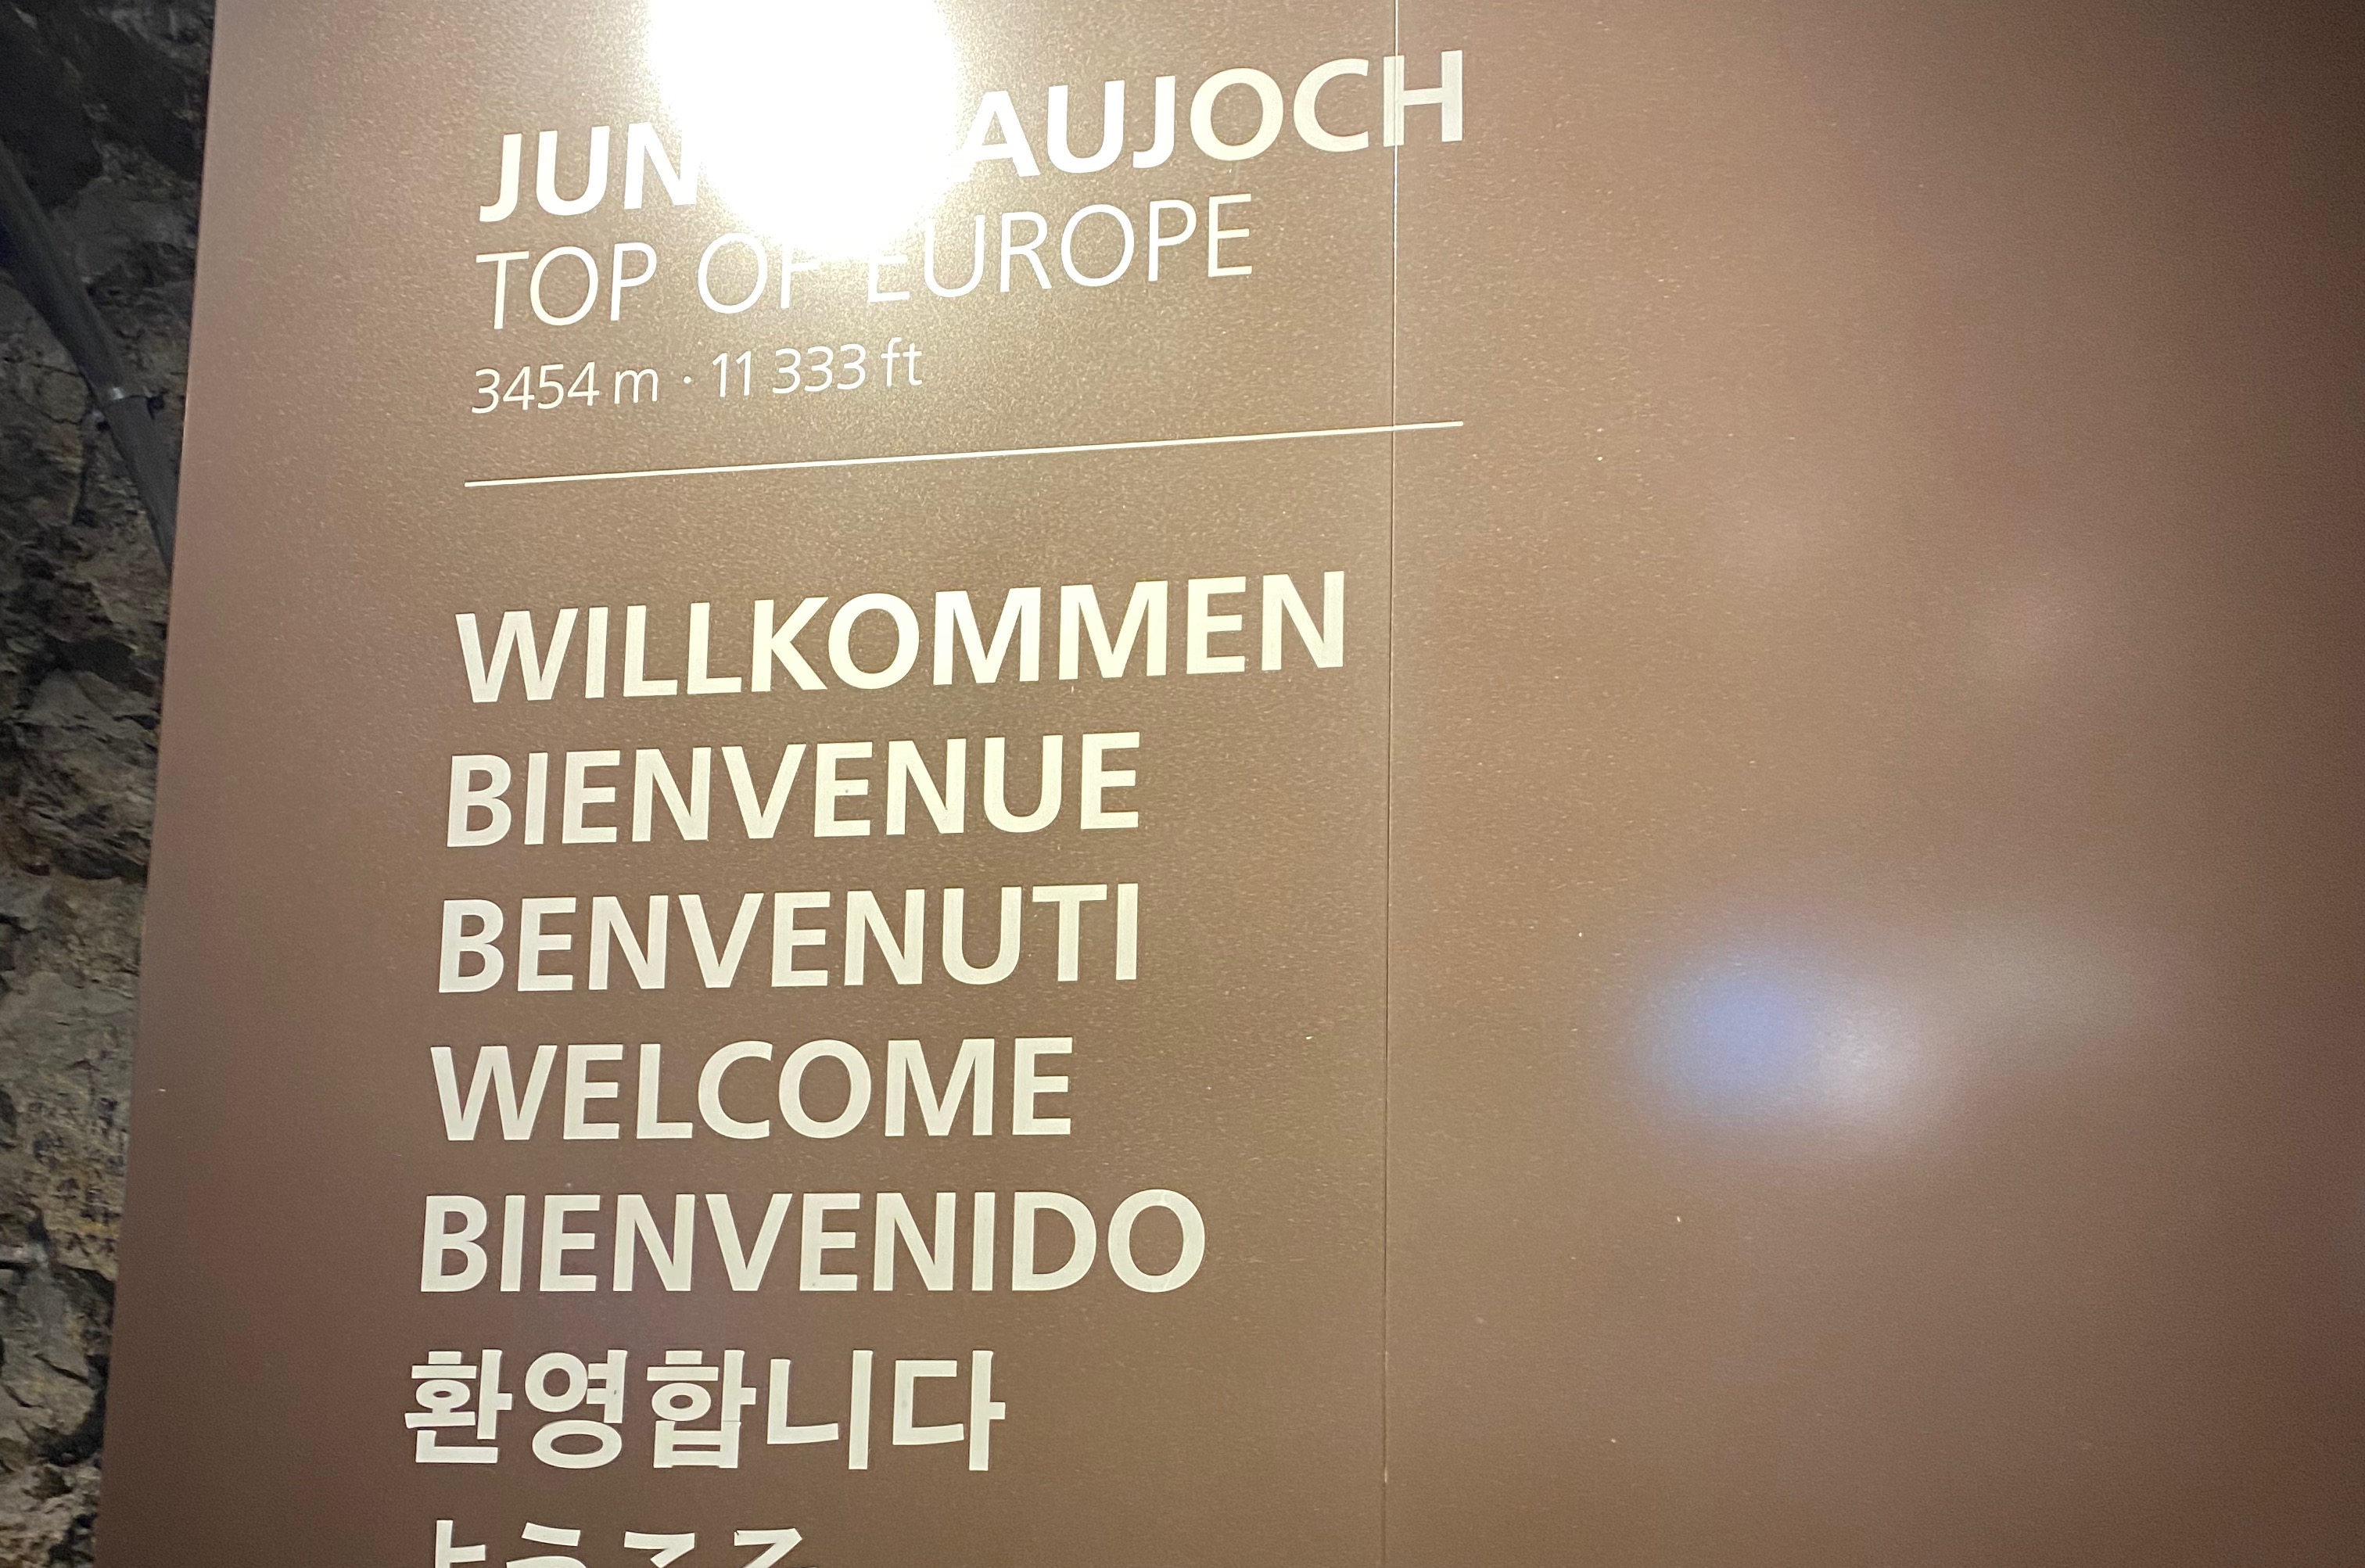 TOP OF EUROPE
3454 m · 11 333 ft
WILLKOMMEN
BIENVENUE
BENVENUTI
WELCOME
BIENVENIDO
환영합니다